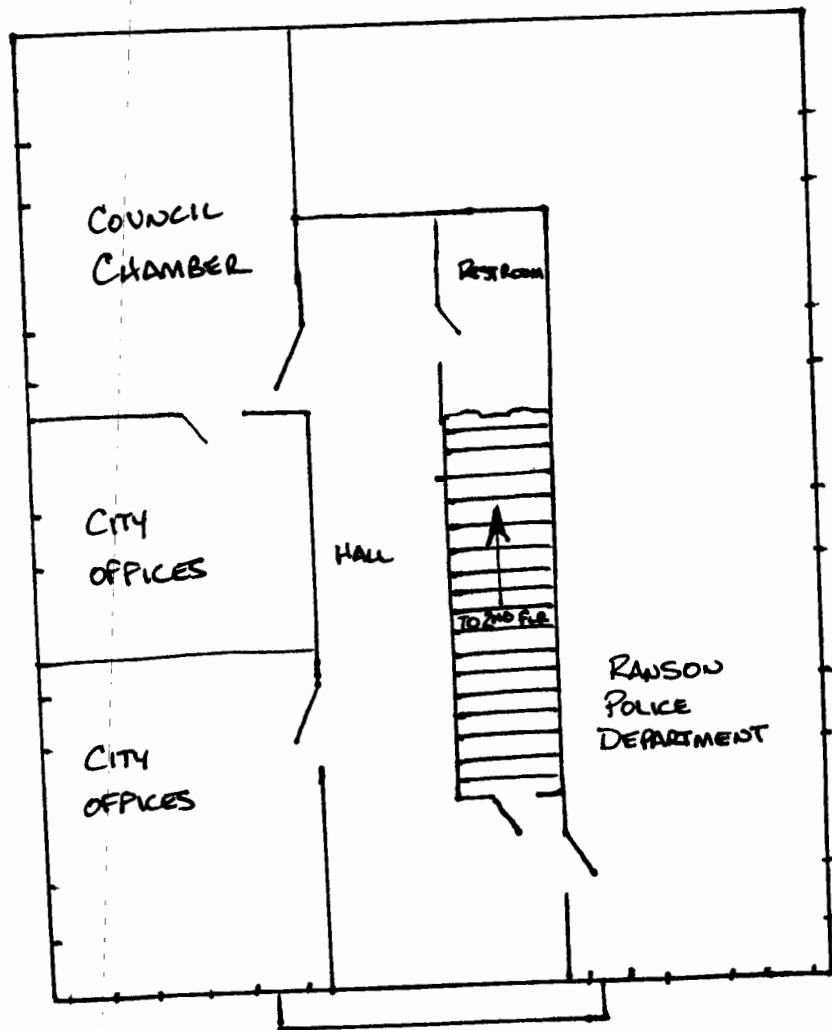 COUNCIL
CHAMBER
RESTROOM
CITY
OFFICES
HALL
TO 2ND FLR
RANSON
POLICE
DEPARTMENT
CITY
OFFICES